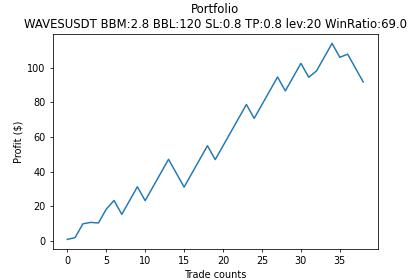 Portfolio
WAVESUSDT BBM:2.8 BBL:120 SL:0.8 TP:0.8 lev:20 WinRatio:69.0
Profit ($)
100
80
60
40
20
0
0 5 10 15 20 25 30 35
Trade counts